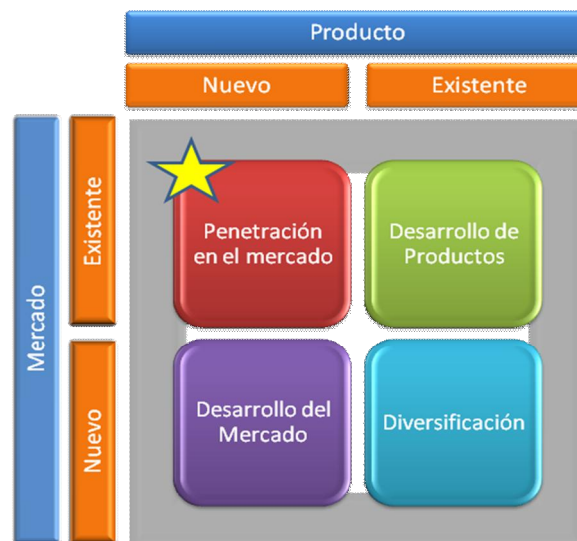 Producto
Nuevo
Existente
Mercado
Existente
Penetración
en el mercado
Desarrollo de
Productos
Nuevo
Desarrollo del
Mercado
Diversificación